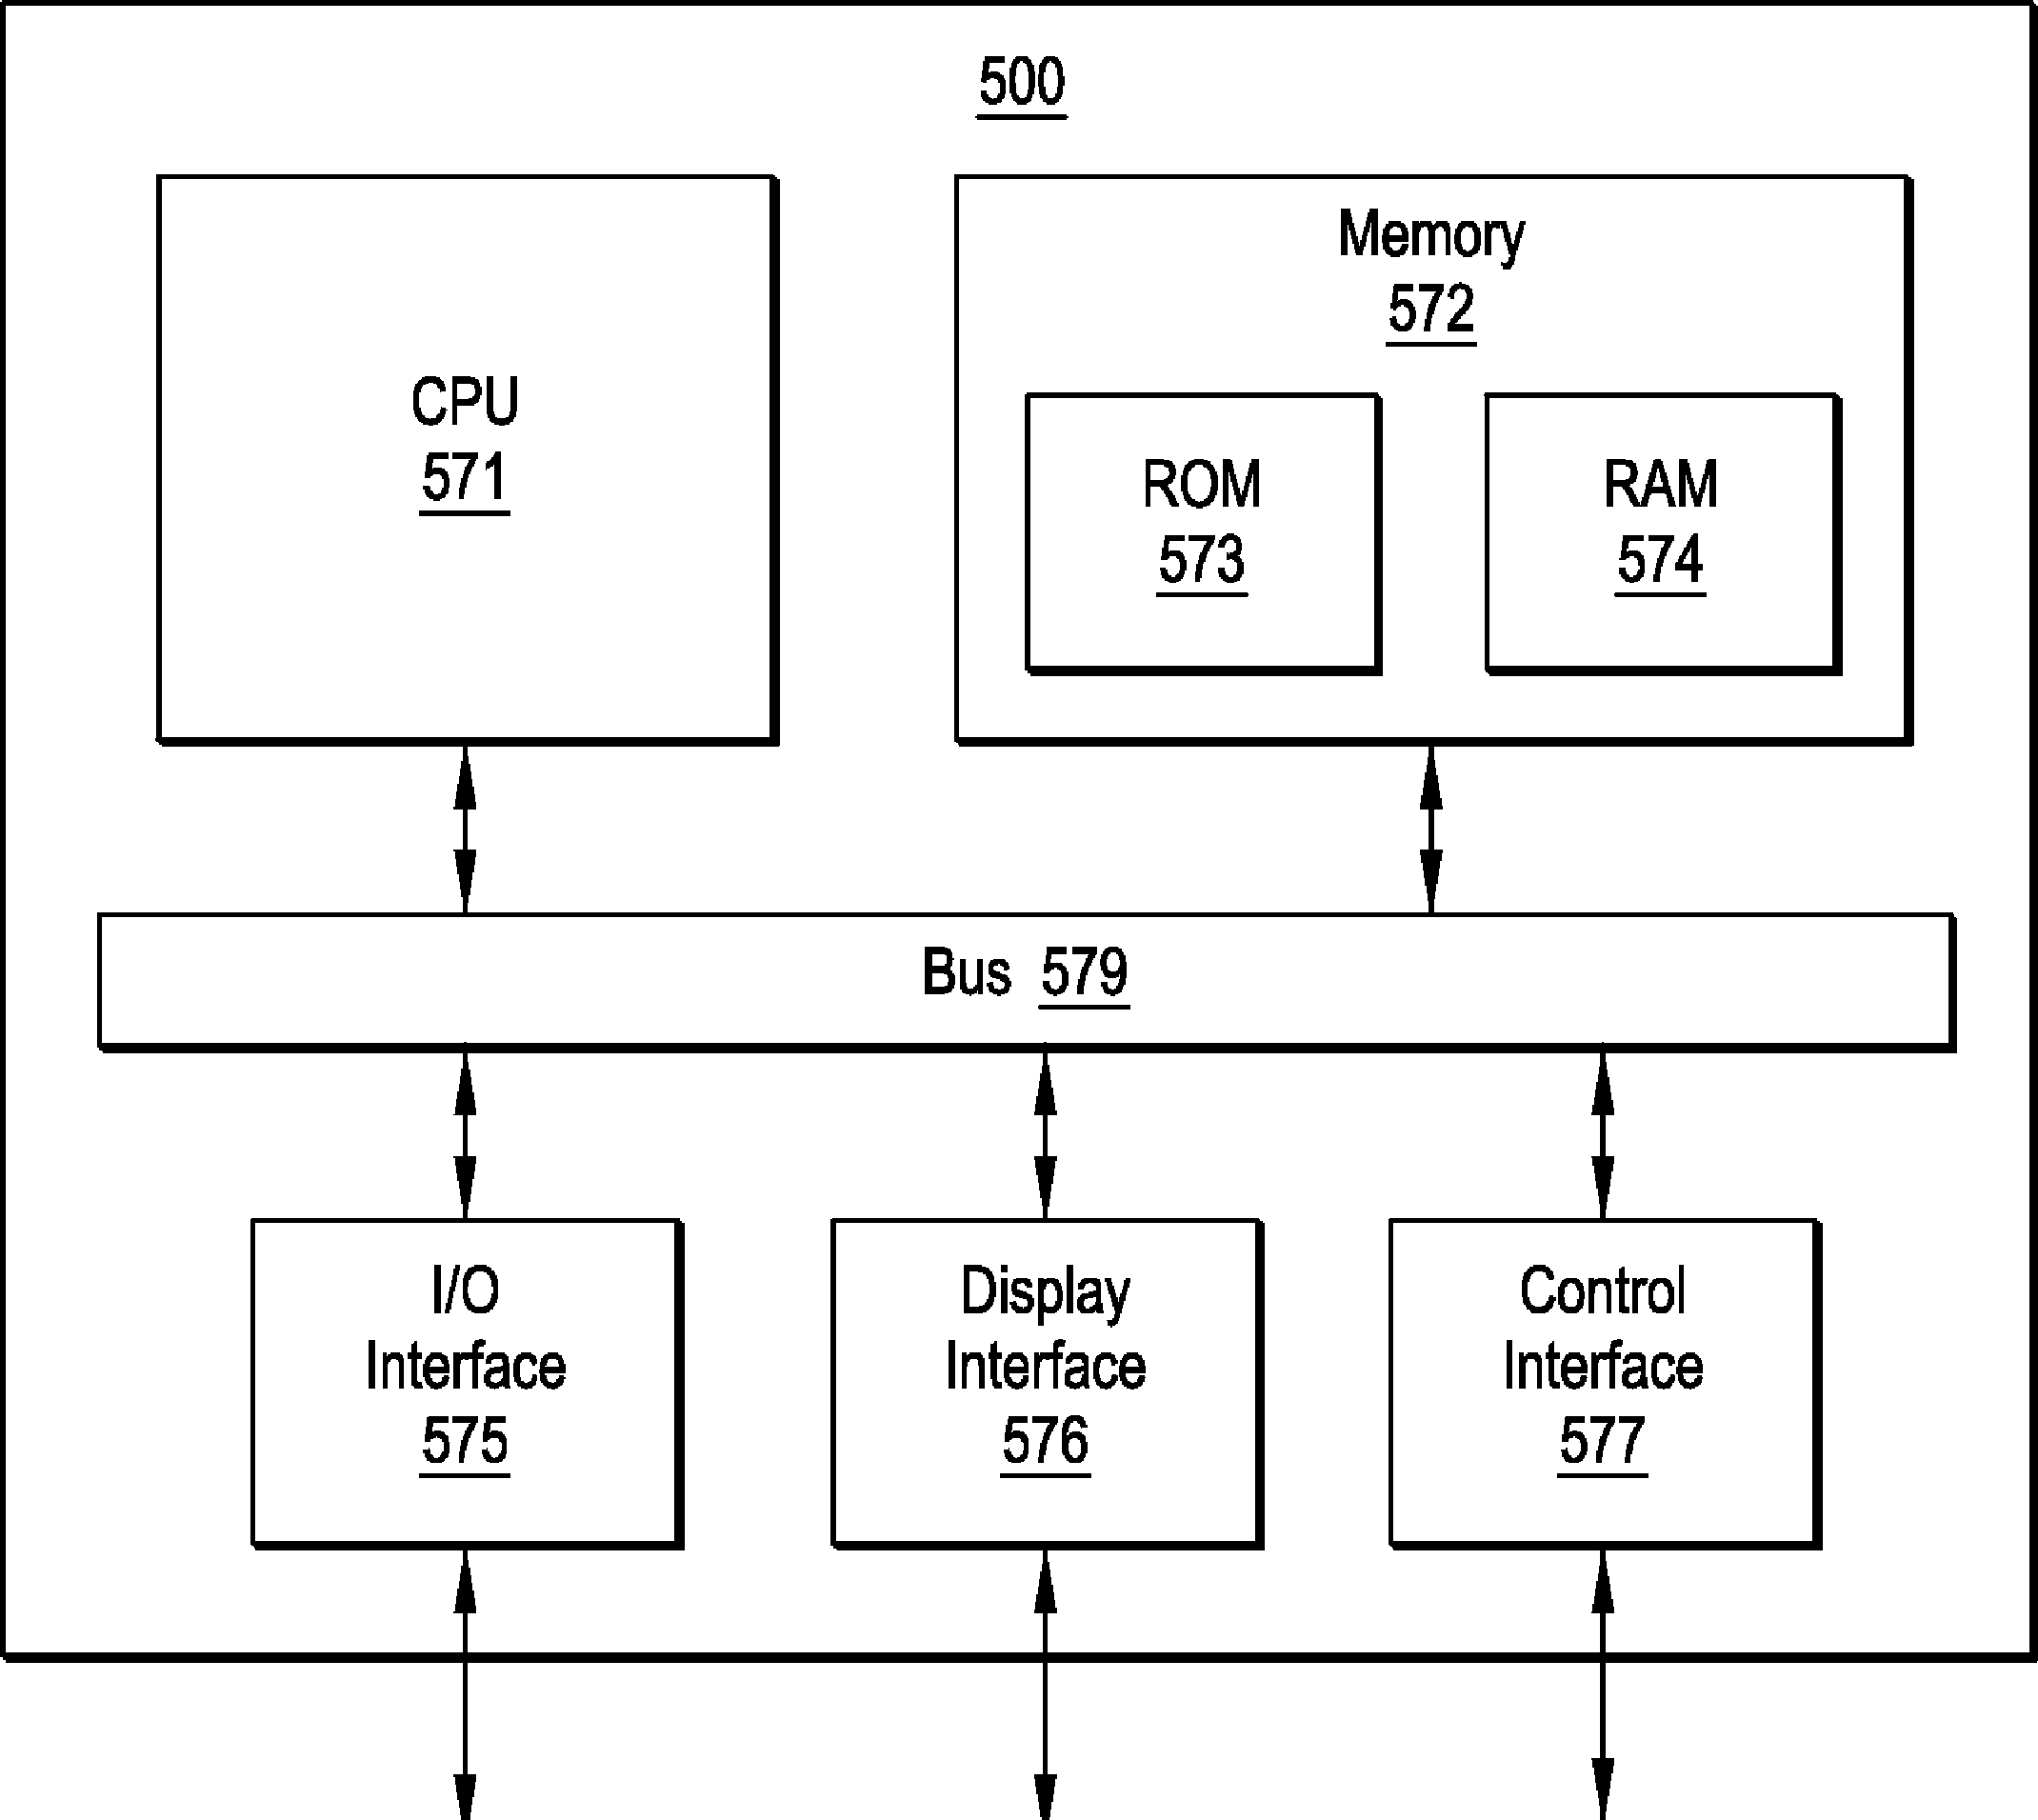 500
CPU
571
Memory
572
ROM
573
RAM
574
Bus 579
I/O
Interface
575
Display
Interface
576
Control
Interface
577